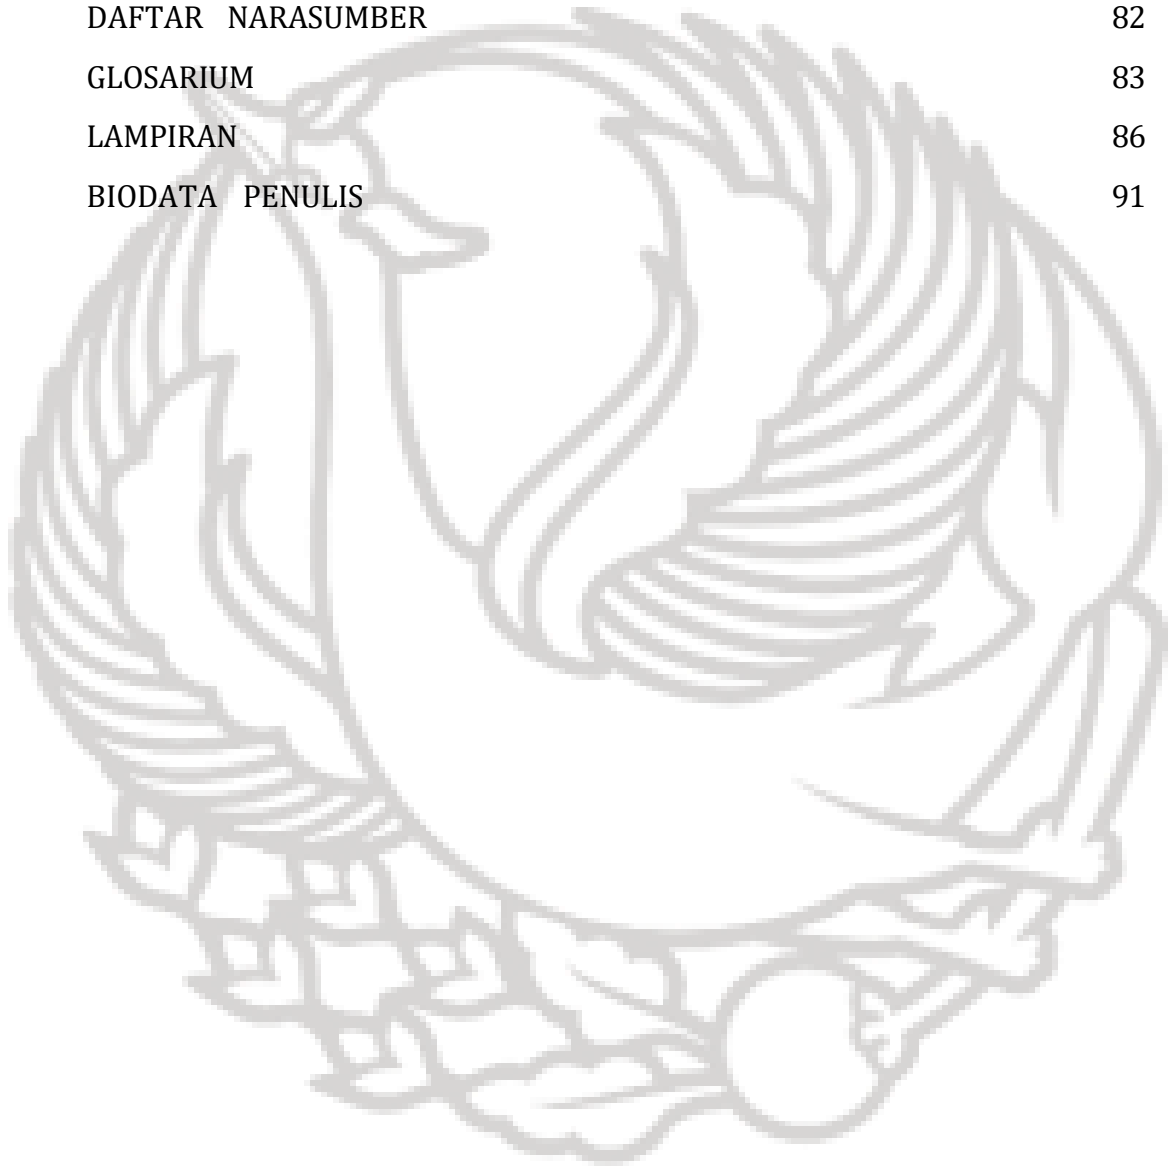 DAFTAR NARASUMBER 82
GLOSARIUM 83
LAMPIRAN 86
BIODATA PENULIS 91